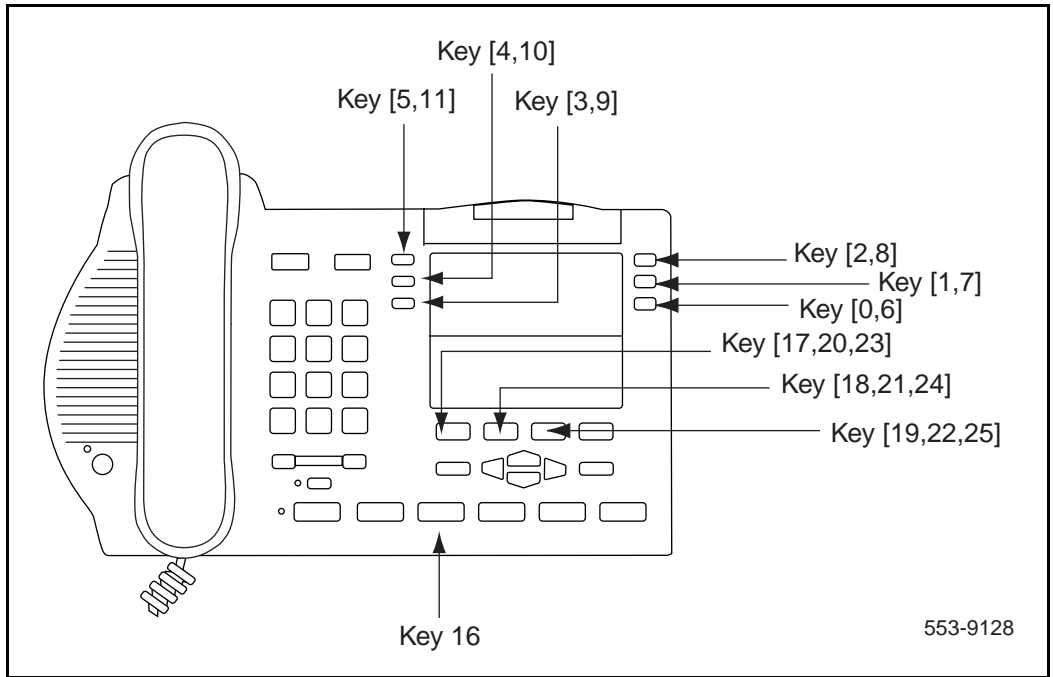 Key [4,10]
Key [5,11]
Key [3,9]
Key [2,8]
Key [1,7]
Key [0,6]
Key [17,20,23]
Key [18,21,24]
Key [19,22,25]
Key 16
553-9128